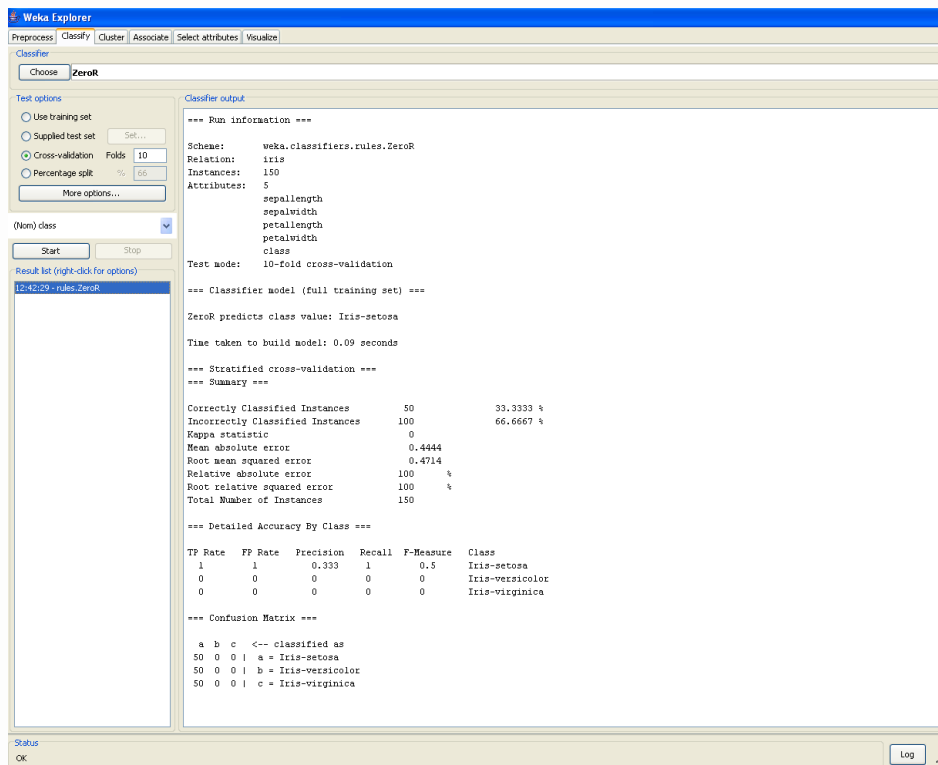 Weka Explorer
Preprocess Classify Cluster Associate Select attributes Visualize
Classifier
Choose ZeroR
Test options
Use training set
Supplied test set Set...
Cross-validation Folds 10
Percentage split % 66
More options...
(Nom) class
Start Stop
Result list (right-click for options)
12:42:29 - rules.ZeroR
Classifier output
=== Run information ===
Scheme: weka.classifiers.rules.ZeroR
Relation: iris
Instances: 150
Attributes: 5
sepallength
sepalwidth
petallength
petalwidth
class
Test mode: 10-fold cross-validation
=== Classifier model (full training set) ===
ZeroR predicts class value: Iris-setosa
Time taken to build model: 0.09 seconds
=== Stratified cross-validation ===
=== Summary ===
Correctly Classified Instances 50 33.3333 %
Incorrectly Classified Instances 100 66.6667 %
Kappa statistic 0
Mean absolute error 0.4444
Root mean squared error 0.4714
Relative absolute error 100 %
Root relative squared error 100 %
Total Number of Instances 150
=== Detailed Accuracy By Class ===
TP Rate FP Rate Precision Recall F-Measure Class
1 1 0.333 1 0.5 Iris-setosa
0 0 0 0 0 Iris-versicolor
0 0 0 0 0 Iris-virginica
=== Confusion Matrix ===
a b c <-- classified as
50 0 0 | a = Iris-setosa
50 0 0 | b = Iris-versicolor
50 0 0 | c = Iris-virginica
Status
OK
Log